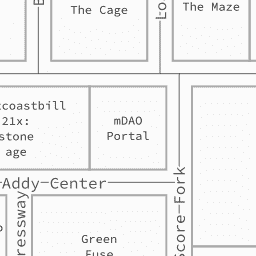 The Cage
The Maze
coastbill
21x:
stone
age
mDAO
Portal
Addy-Center
Score-Fork
Green
Fuse